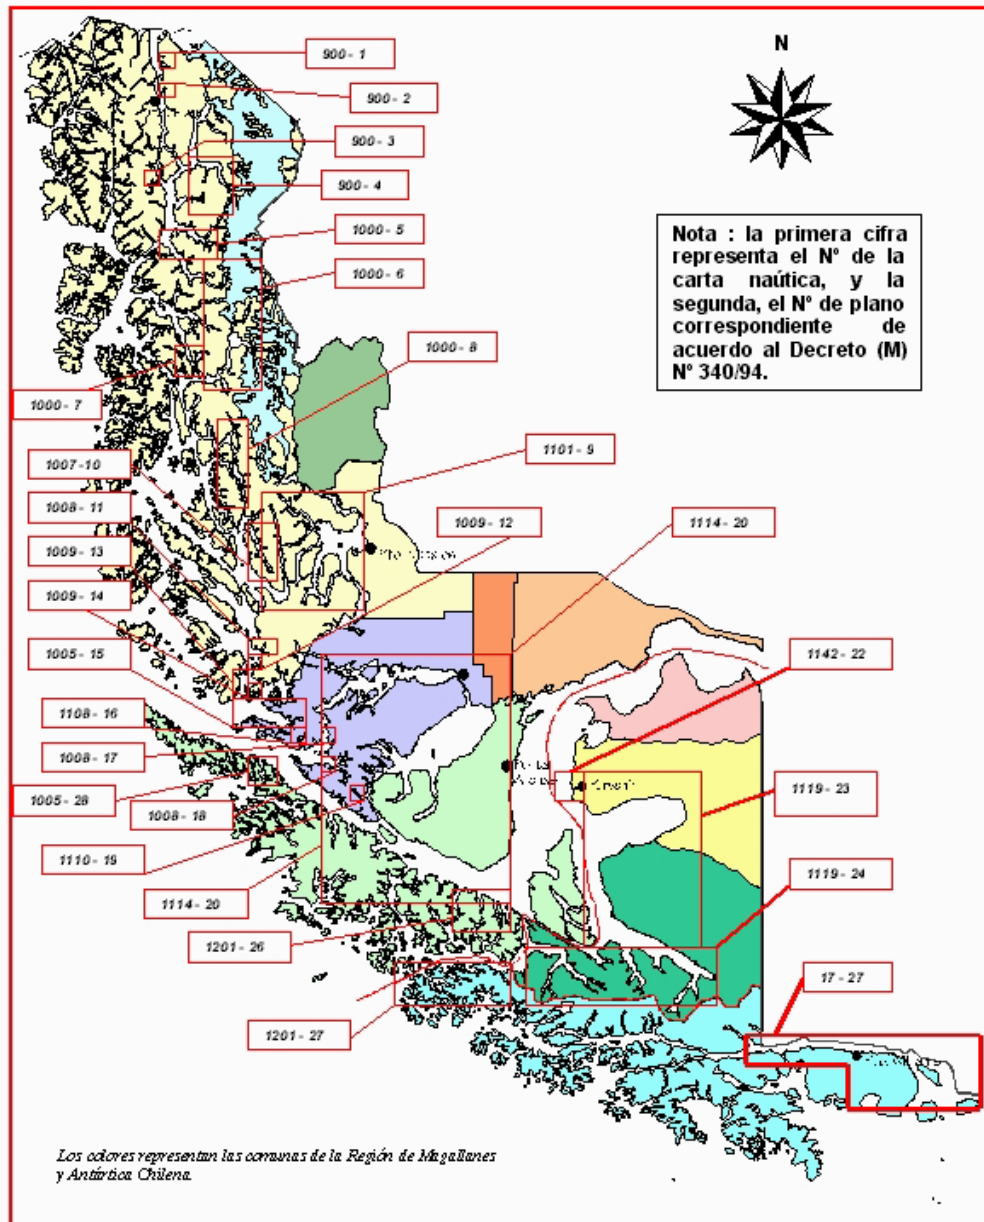 900 - 1
N
900 - 2
900 - 3
900 - 4
1000 - 5
Nota : la primera cifra
representa el Nº de la
carta naútica, y la
segunda, el Nº de plano
correspondiente de
acuerdo al Decreto (M)
Nº 340/94.
1000 - 6
1000 - 8
1000 - 7
1101 - 9
1007-10
1008 - 11
1009 - 12
1114 - 20
1009 - 13
1009 - 14
1005 - 15
1142 - 22
1108 - 16
1008 - 17
1005 - 28
1008 - 18
1119 - 23
1110 - 19
1119 - 24
1114 - 20
1201 - 26
17 - 27
1201 - 27
Los colores representan las comunas de la Región de Magallanes
y Antártica Chilena.